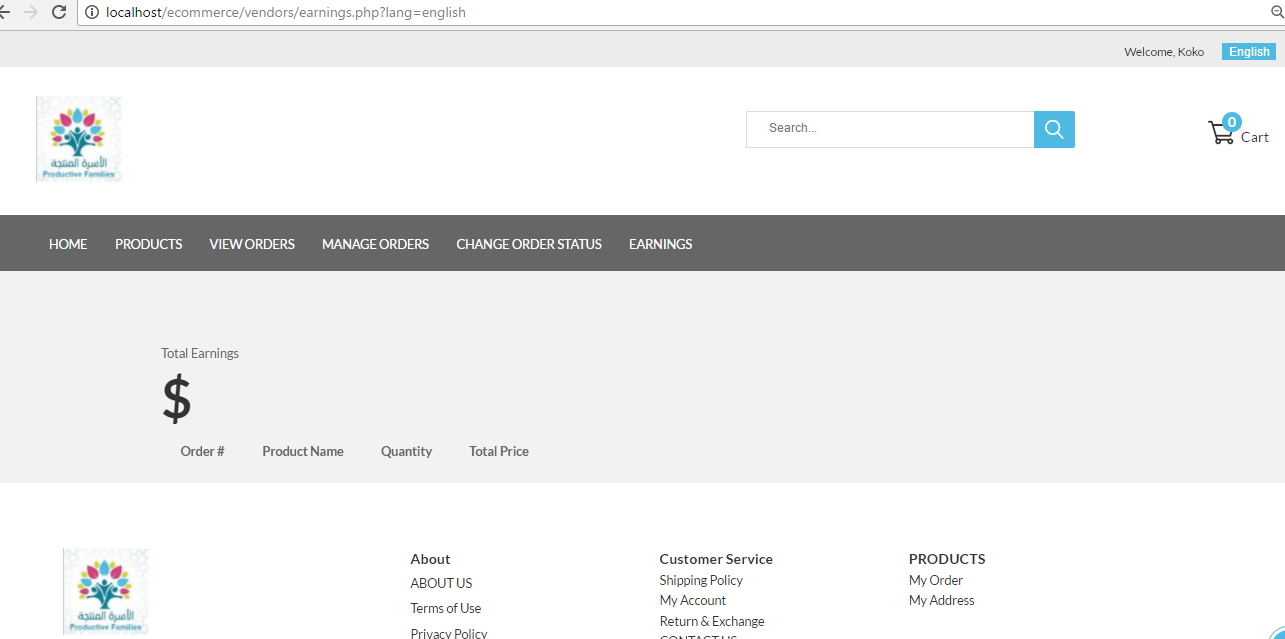 localhost/ecommerce/vendors/earnings.php?lang=english
Welcome, Koko English
الأسرة المنتجة
Productive Families
Search...
0
Cart
HOME PRODUCTS VIEW ORDERS MANAGE ORDERS CHANGE ORDER STATUS EARNINGS
Total Earnings
$
Order # Product Name Quantity Total Price
الأسرة المنتجة
Productive Families
About
ABOUT US
Terms of Use
Privacy Policy
Customer Service
Shipping Policy
My Account
Return & Exchange
CONTACT US
PRODUCTS
My Order
My Address